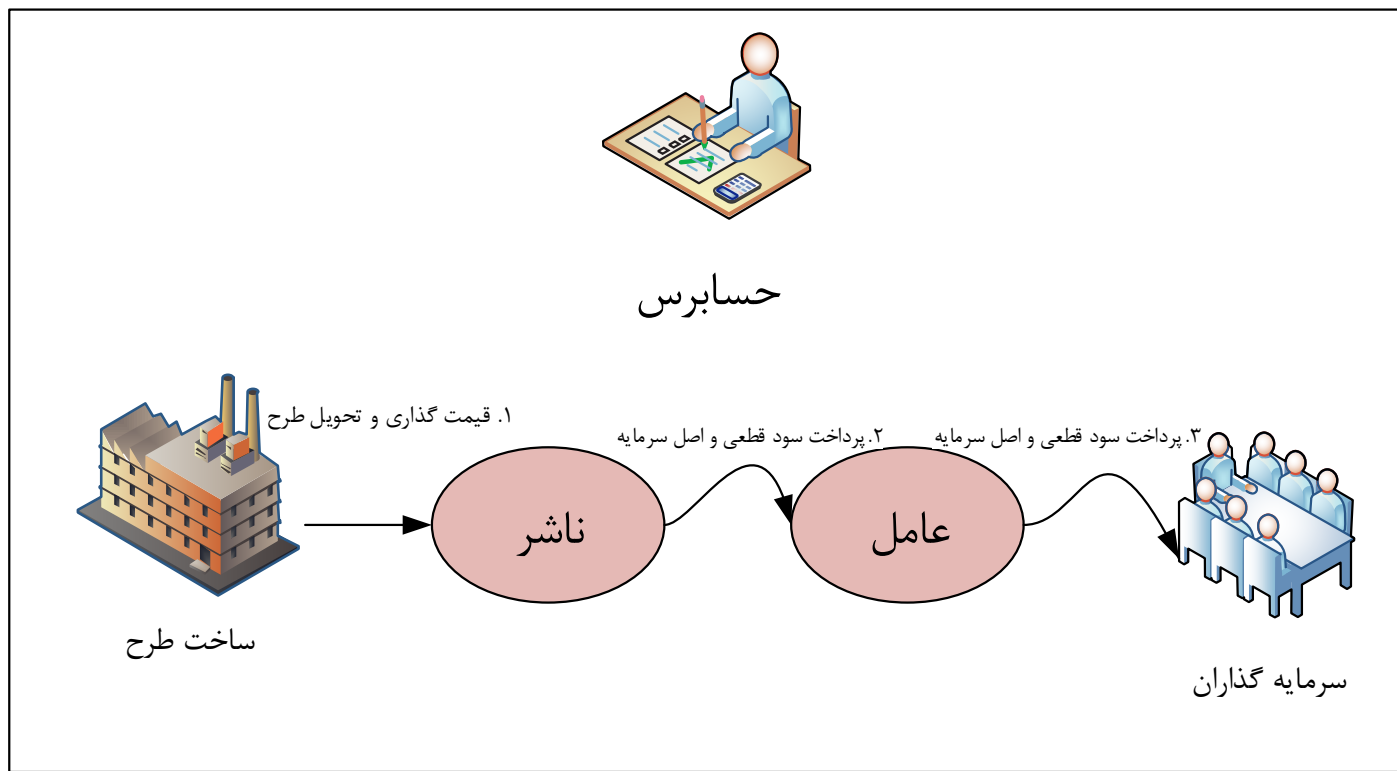 حسابرس
۱. قیمت گذاری و تحویل طرح
۲.پرداخت سود قطعی و اصل سرمایه
۳.پرداخت سود قطعی و اصل سرمایه
ناشر
عامل
ساخت طرح
سرمایه گذاران